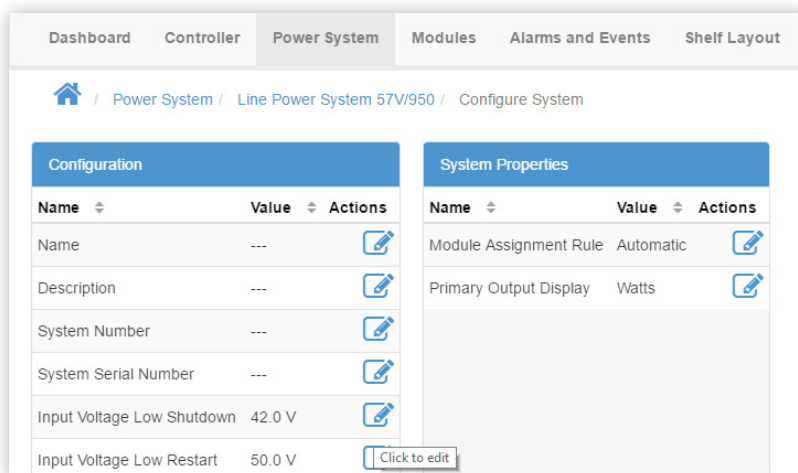 Dashboard Controller Power System Modules Alarms and Events Shelf Layout
/ Power System / Line Power System 57V/950 / Configure System
Configuration
Name Value Actions
Name ---
Description ---
System Number ---
System Serial Number ---
Input Voltage Low Shutdown 42.0 V
Input Voltage Low Restart 50.0 V
Click to edit
System Properties
Name Value Actions
Module Assignment Rule Automatic
Primary Output Display Watts